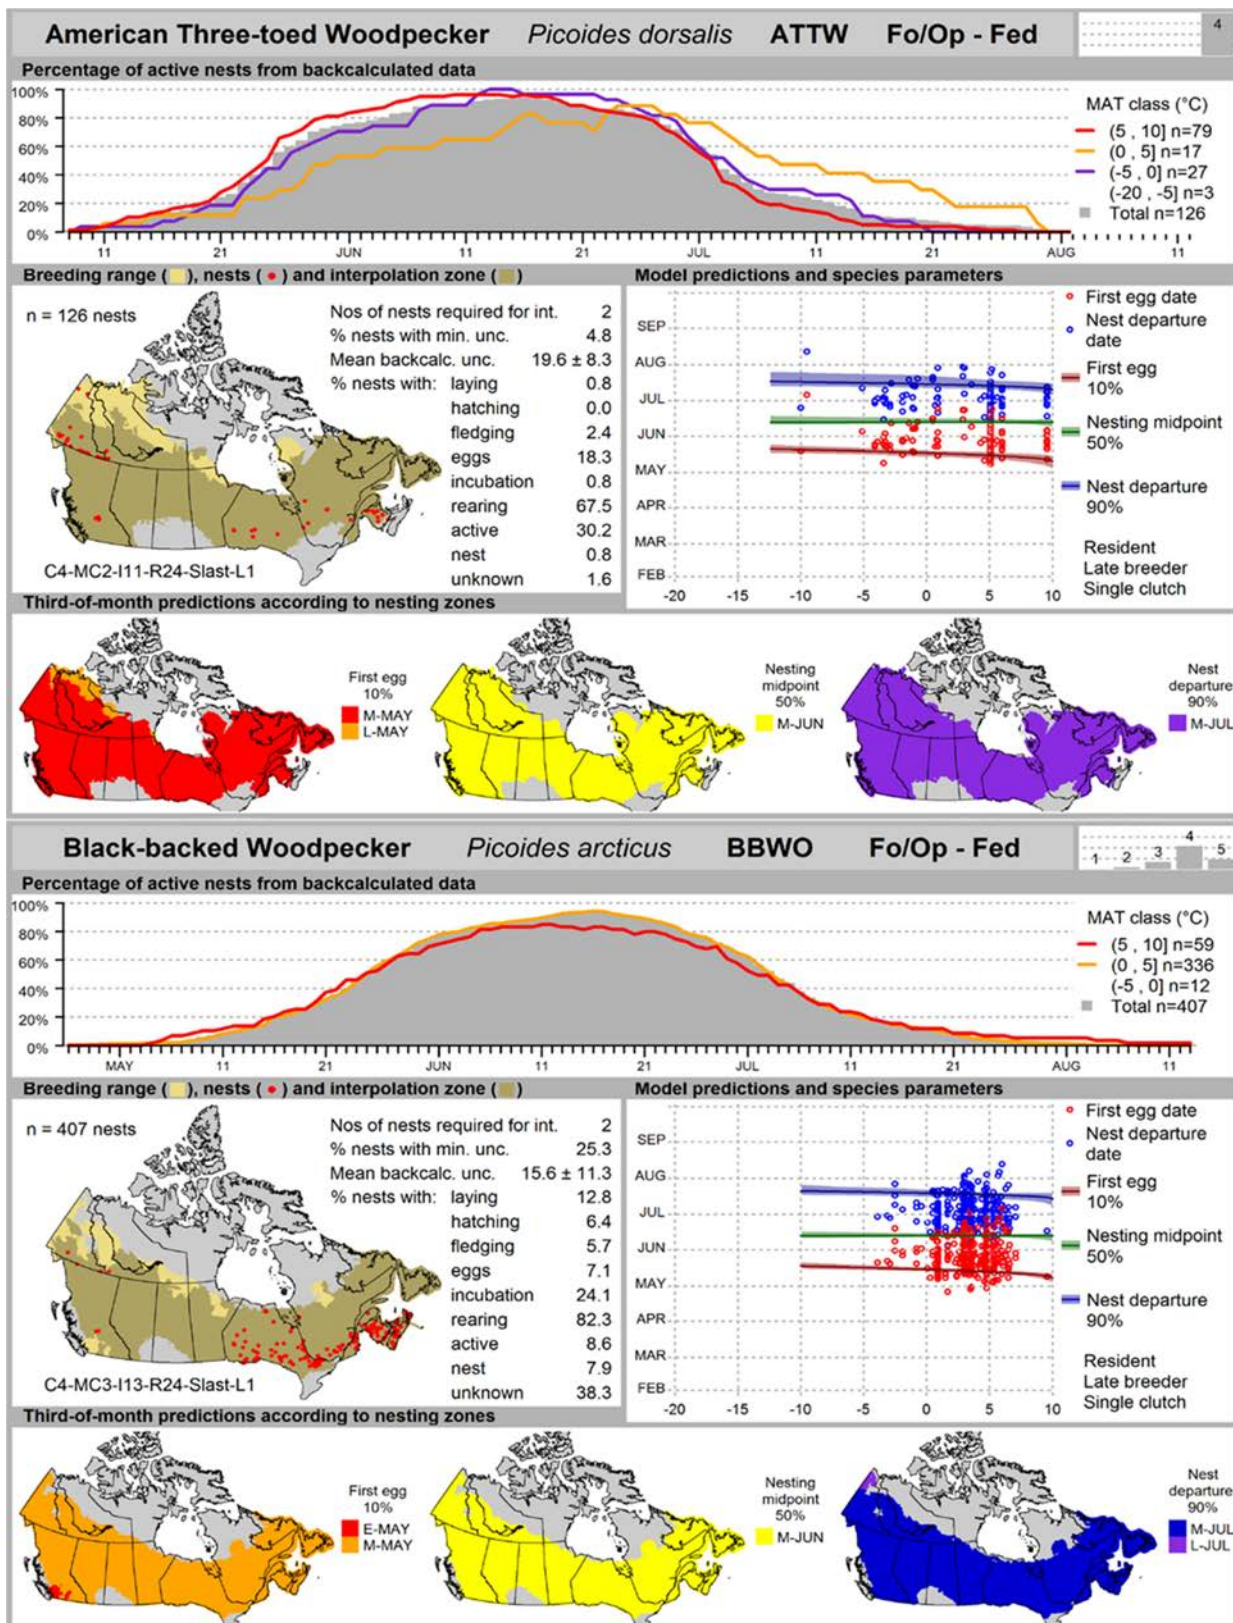 American Three-toed Woodpecker Picoides dorsalis ATTW Fo/Op - Fed
4
Percentage of active nests from backcalculated data
100%
80%
60%
40%
20%
0%
11 21 JUN 11 21 JUL 11 21 AUG 11
MAT class (°C)
(5 , 10] n=79
(0 , 5] n=17
(-5 , 0] n=27
(-20 , -5] n=3
Total n=126
Breeding range ( ), nests ( ) and interpolation zone ( )
n = 126 nests
Nos of nests required for int. 2
% nests with min. unc. 4.8
Mean backcalc. unc. 19.6 ± 8.3
% nests with: laying 0.8
hatching 0.0
fledging 2.4
eggs 18.3
incubation 0.8
rearing 67.5
active 30.2
nest 0.8
unknown 1.6
C4-MC2-I11-R24-Slast-L1
Model predictions and species parameters
SEP
AUG
JUL
JUN
MAY
APR
MAR
FEB
-20 -15 -10 -5 0 5 10
First egg date
Nest departure
date
First egg
10%
Nesting midpoint
50%
Nest departure
90%
Resident
Late breeder
Single clutch
Third-of-month predictions according to nesting zones
First egg
10%
M-MAY
L-MAY
Nesting
midpoint
50%
M-JUN
Nest
departure
90%
M-JUL
Black-backed Woodpecker Picoides arcticus BBWO Fo/Op - Fed
1 2 3 4 5
Percentage of active nests from backcalculated data
100%
80%
60%
40%
20%
0%
MAY 11 21 JUN 11 21 JUL 11 21 AUG 11
MAT class (°C)
(5 , 10] n=59
(0 , 5] n=336
(-5 , 0] n=12
Total n=407
Breeding range ( ), nests ( ) and interpolation zone ( )
n = 407 nests
Nos of nests required for int. 2
% nests with min. unc. 25.3
Mean backcalc. unc. 15.6 ± 11.3
% nests with: laying 12.8
hatching 6.4
fledging 5.7
eggs 7.1
incubation 24.1
rearing 82.3
active 8.6
nest 7.9
unknown 38.3
C4-MC3-I13-R24-Slast-L1
Model predictions and species parameters
SEP
AUG
JUL
JUN
MAY
APR
MAR
FEB
-20 -15 -10 -5 0 5 10
First egg date
Nest departure
date
First egg
10%
Nesting midpoint
50%
Nest departure
90%
Resident
Late breeder
Single clutch
Third-of-month predictions according to nesting zones
First egg
10%
E-MAY
M-MAY
Nesting
midpoint
50%
M-JUN
Nest
departure
90%
M-JUL
L-JUL